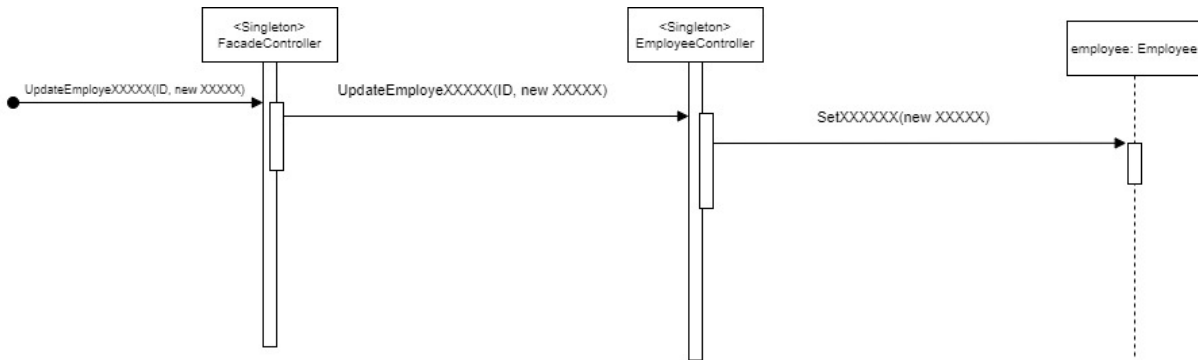 <Singleton>
FacadeController
<Singleton>
EmployeeController
employee: Employee
UpdateEmployeXXXXX(ID, new XXXXX)
UpdateEmployeXXXXX(ID, new XXXXX)
SetXXXXXX(new XXXXX)